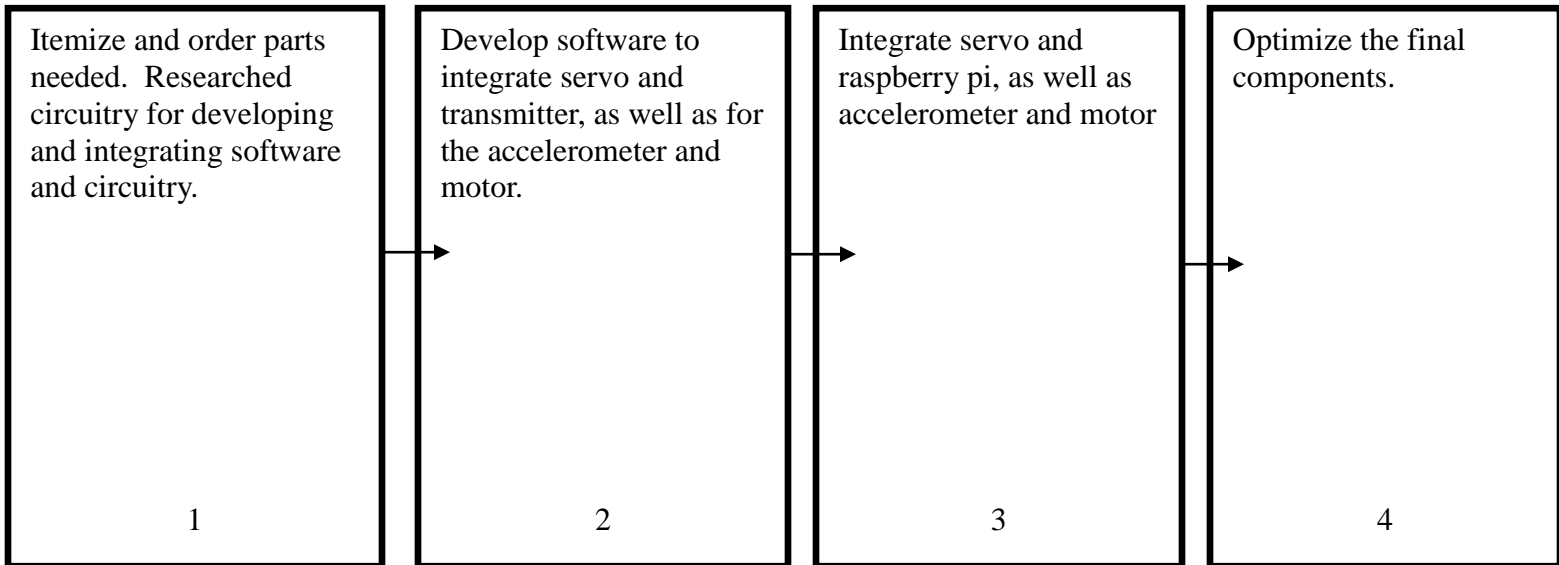 Itemize and order parts
needed.  Researched
circuitry for developing
and integrating software
and circuitry.
1
Develop software to
integrate servo and
transmitter, as well as for
the accelerometer and
motor.
2
Integrate servo and
raspberry pi, as well as
accelerometer and motor
3
Optimize the final
components.
4